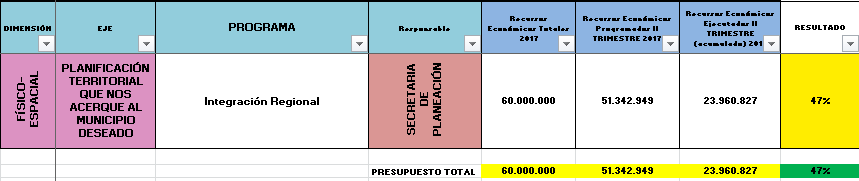 DIMENSIÓN
EJE
PROGRAMA
Responsable
Recursos
Económicos Totales
2017
Recursos Económicos
Programados II
TRIMESTRE 2017
Recursos Económicos
Ejecutados II
TRIMESTRE
(acumulado) 201
RESULTADO
FÍSICO-
ESPACIAL
PLANIFICACIÓN
TERRITORIAL
QUE NOS
ACERQUE AL
MUNICIPIO
DESEADO
Integración Regional
SECRETARIA
DE
PLANEACIÓN
60.000.000
51.342.949
23.960.827
47%
PRESUPUESTO TOTAL
60.000.000
51.342.949
23.960.827
47%